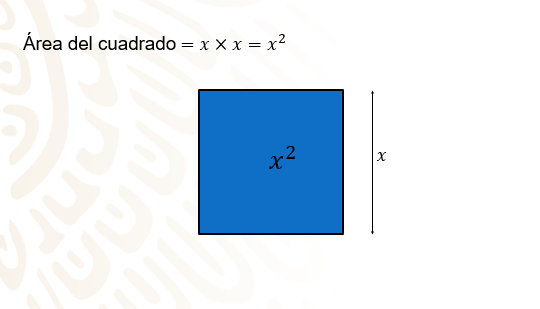 Área del cuadrado = x × x = x²
x²
x